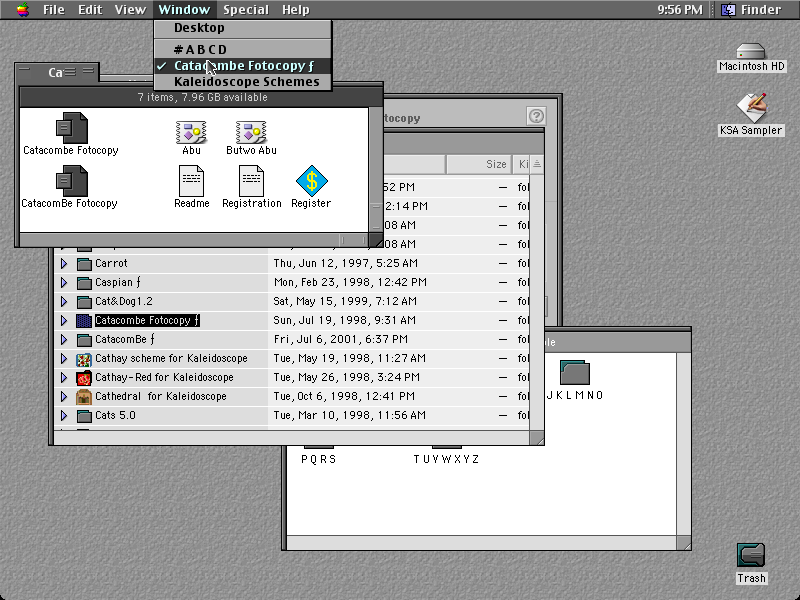 File Edit View Window Special Help 9:56 PM Finder
Desktop
# A B C D
✓ Catacombe Fotocopy ƒ
Kaleidoscope Schemes
Ca
7 items, 7.96 GB available
Catacombe Fotocopy
Abu
Butwo Abu
CatacomBe Fotocopy
Readme
Registration
Register
Macintosh HD
KSA Sampler
tocopy
?
Size Ki
:52 PM — fol
2:14 PM — fol
:08 AM — fol
:08 AM — fol
Carrot Thu, Jun 12, 1997, 5:25 AM — fol
Caspian ƒ Mon, Feb 23, 1998, 12:42 PM — fol
Cat&Dog1.2 Sat, May 15, 1999, 7:12 AM — fol
Catacombe Fotocopy ƒ Sun, Jul 19, 1998, 9:31 AM — fol
CatacomBe ƒ Fri, Jul 6, 2001, 6:37 PM — fol
Cathay scheme for Kaleidoscope Tue, May 19, 1998, 11:27 AM — fol
Cathay-Red for Kaleidoscope Tue, May 26, 1998, 3:24 PM — fol
Cathedral for Kaleidoscope Tue, Oct 6, 1998, 12:41 PM — fol
Cats 5.0 Tue, Mar 10, 1998, 11:56 AM — fol
ple
J K L M N O
P Q R S
T U V W X Y Z
Trash